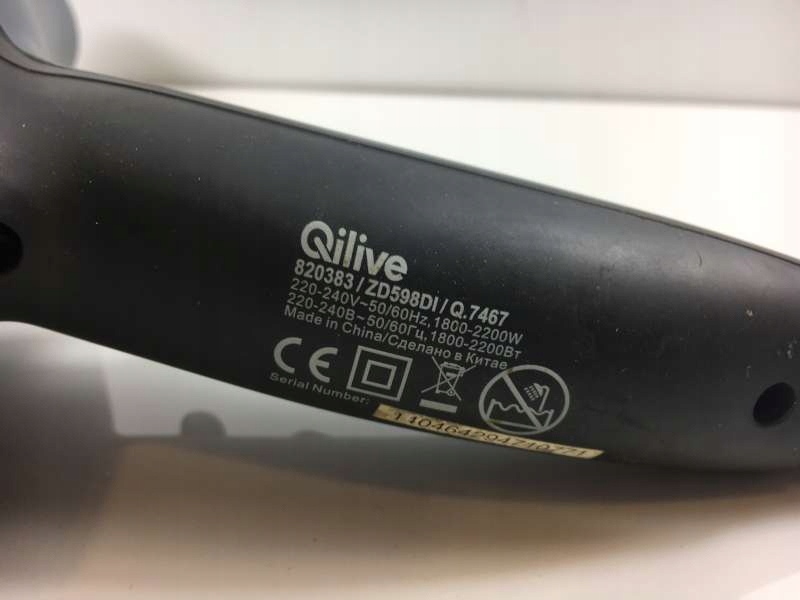 Qilive
820383/ZD598DI/Q.7467
220-240V~50/60Hz,1800-2200W
220-240В~50/60Гц,1800-2200Вт
Made in China/Сделано в Китае
CE
Serial Number:
140464294710771